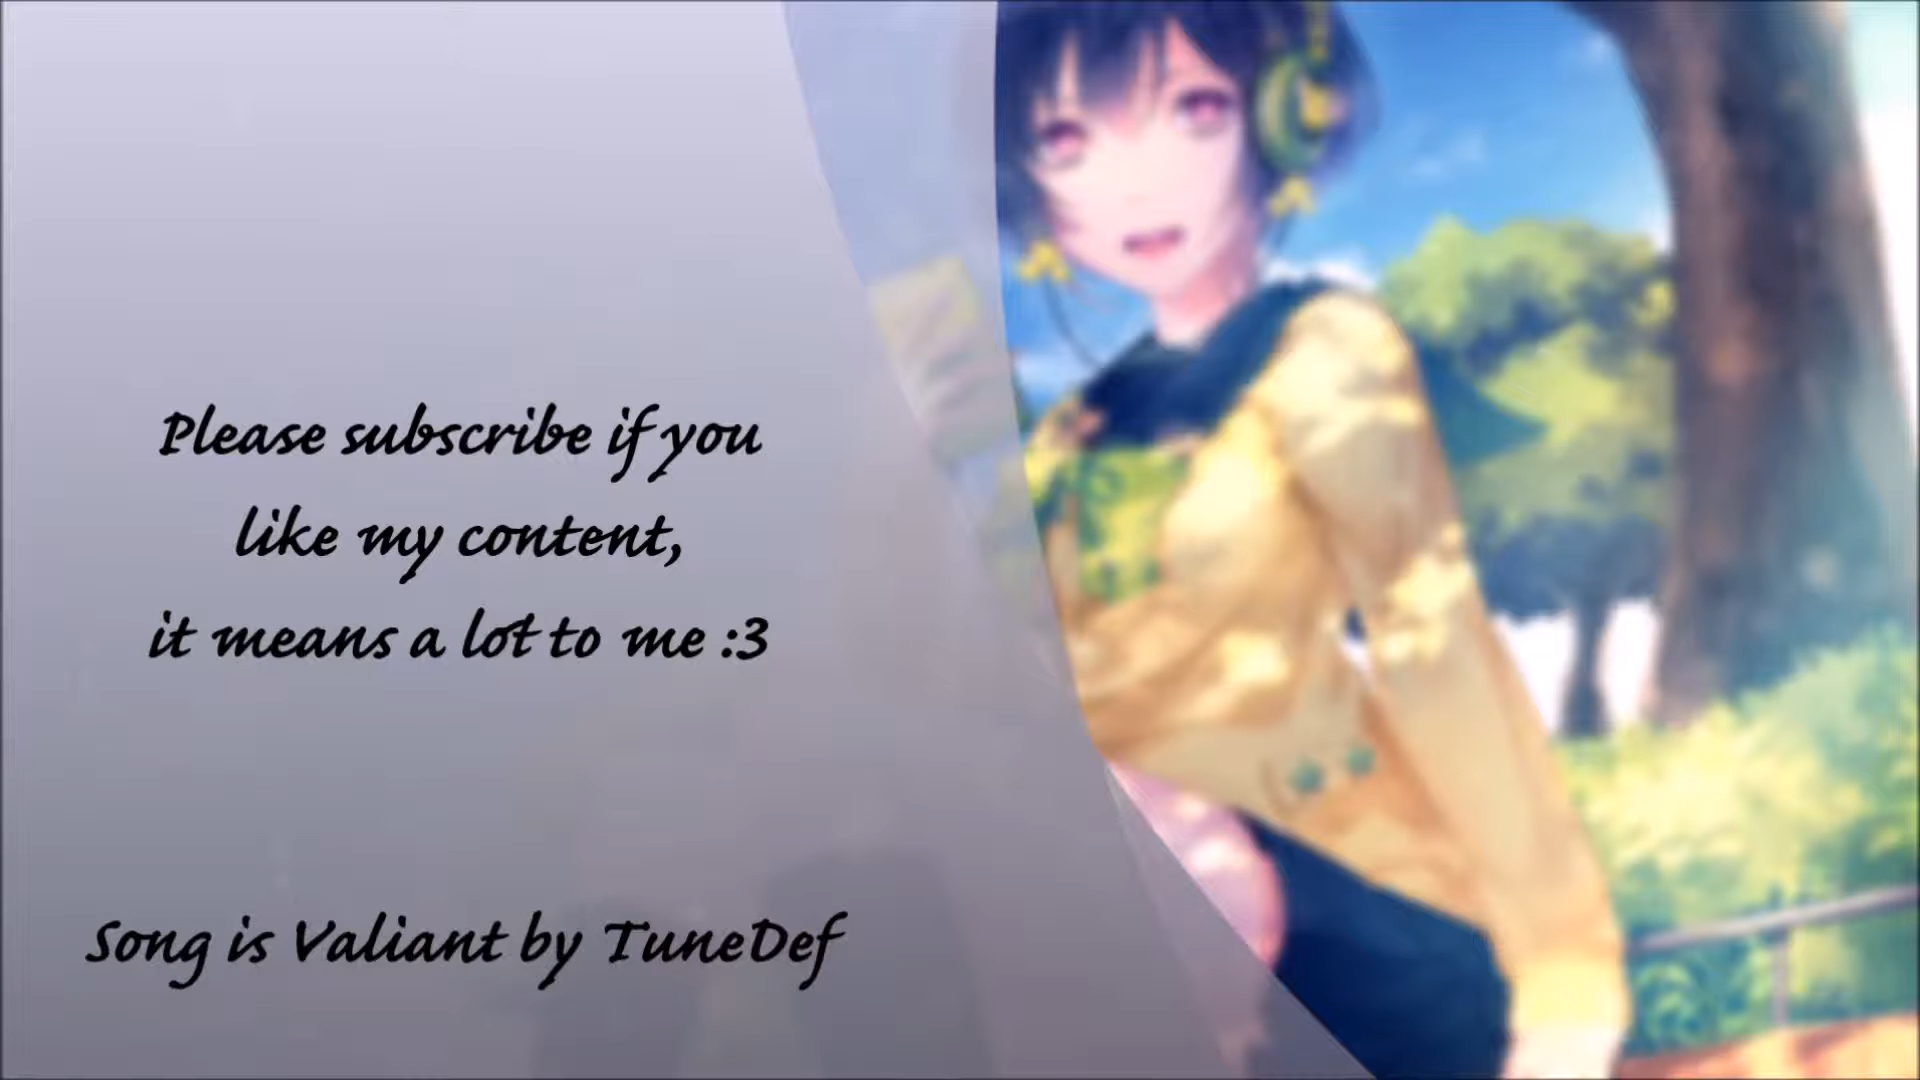 Please subscribe if you
like my content,
it means a lot to me :3
Song is Valiant by TuneDef